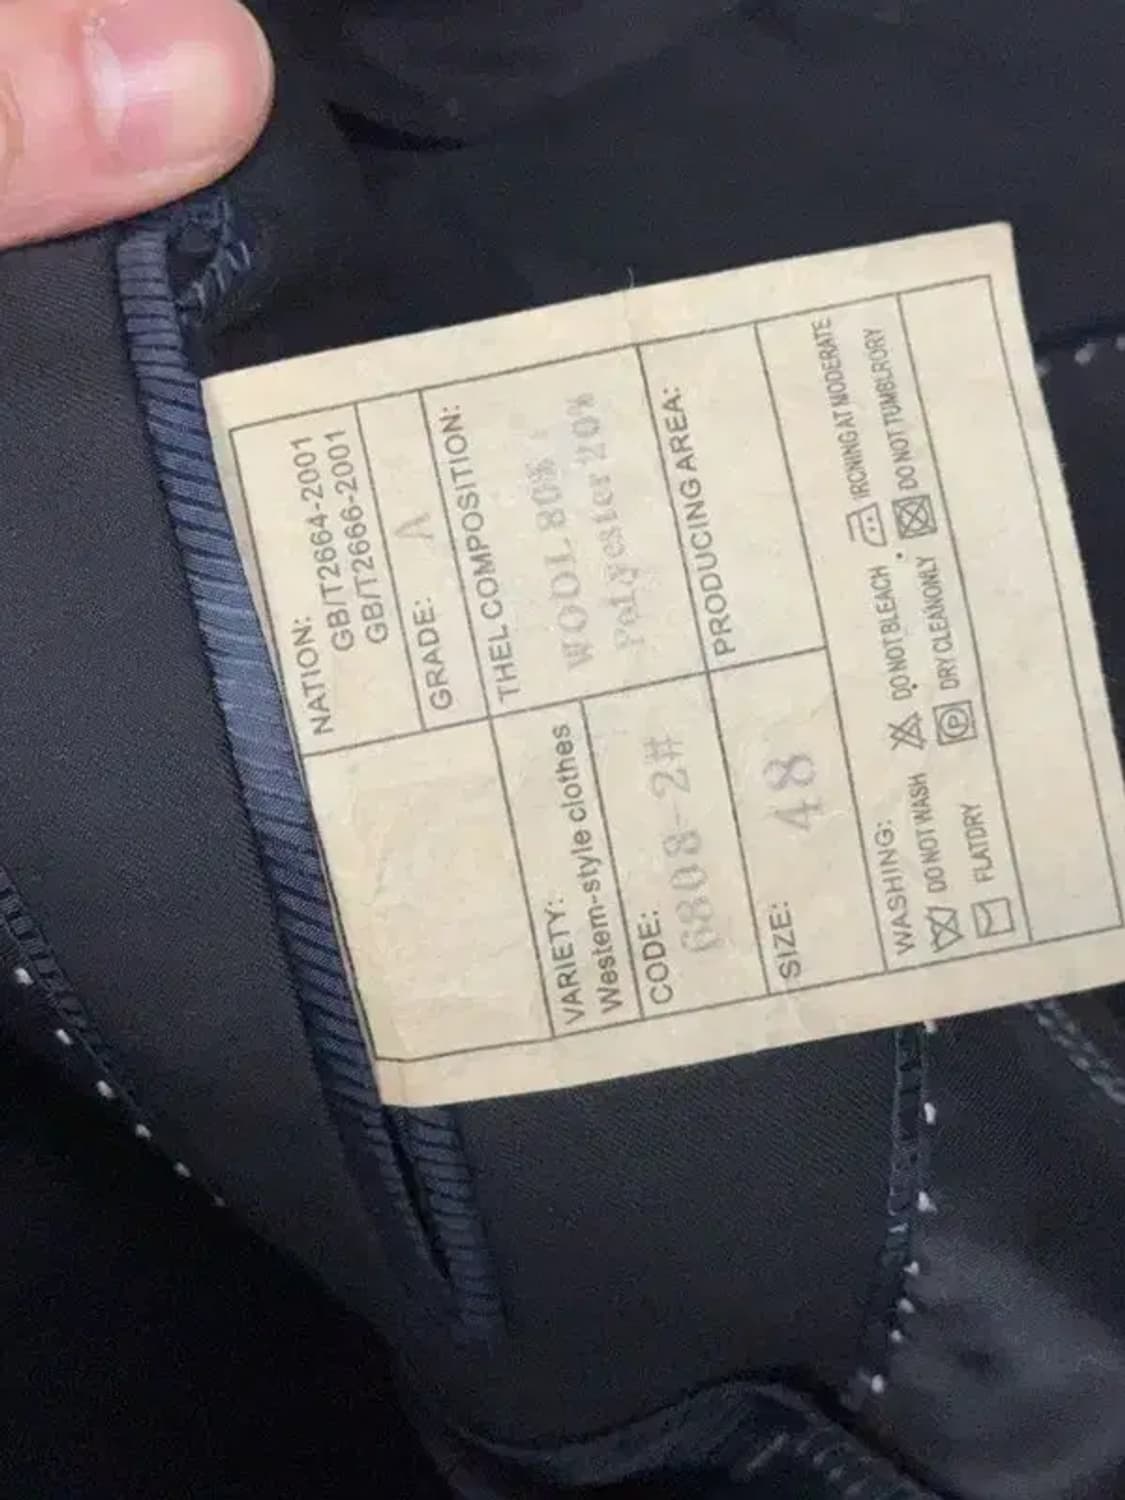 NATION:
GB/T2664-2001
GB/T2666-2001
GRADE: A
THEL COMPOSITION:
WOOL 80%
Polyester 20%
VARIETY:
Western-style clothes
CODE:
6808-2#
PRODUCING AREA:
SIZE: 48
WASHING:
DO NOT WASH DO NOT BLEACH IRONING AT MODERATE
FLATDRY P DRY CLEANONLY DO NOT TUMBLRORY